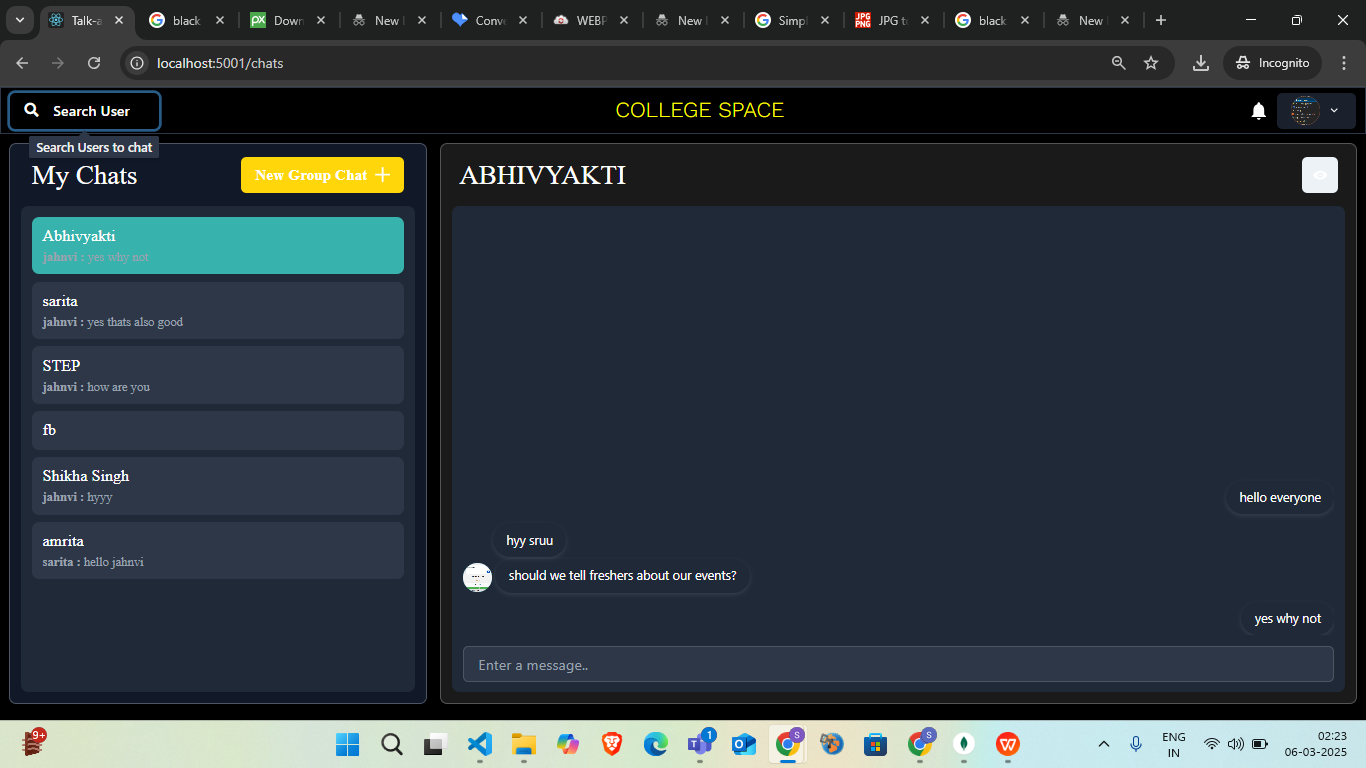 Talk-a
black
Down
New
Conve
WEBP
New
Simpl
JPG
PNG
JPG t
black
New
localhost:5001/chats
Incognito
Search User
COLLEGE SPACE
Search Users to chat
My Chats
New Group Chat
ABHIVYAKTI
Abhivyakti
jahnvi : yes why not
sarita
jahnvi : yes thats also good
STEP
jahnvi : how are you
fb
Shikha Singh
jahnvi : hyyy
amrita
sarita : hello jahnvi
hello everyone
hyy sruu
should we tell freshers about our events?
yes why not
Enter a message..
9+
1
S
S
ENG
IN
02:23
06-03-2025